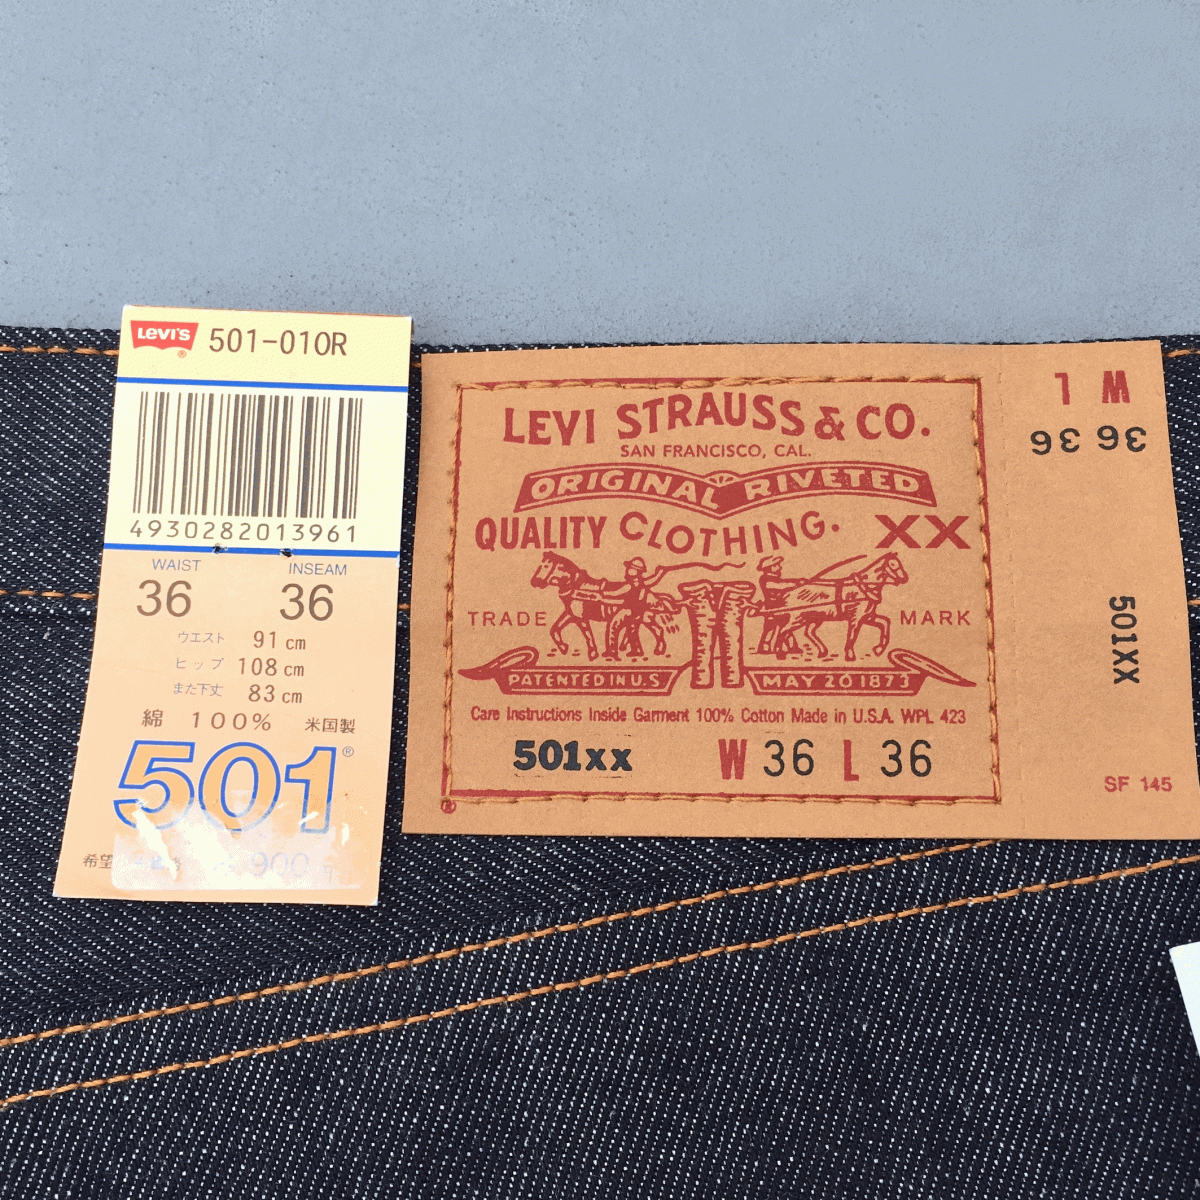 LEVI'S ® 501-010R
4930282013961
WAIST INSEAM
36 36
ウエスト 91 cm
ヒップ 108 cm
また下丈 83 cm
綿 100% 米国製
501®
希望
900
LEVI STRAUSS & CO.
SAN FRANCISCO, CAL.
ORIGINAL RIVETED
QUALITY CLOTHING. XX
TRADE MARK
PATENTED IN U.S MAY 20 1873
Care Instructions Inside Garment 100% Cotton Made in U.S.A. WPL 423
501xx W 36 L 36
®
W L
36 36
501XX
SF 145